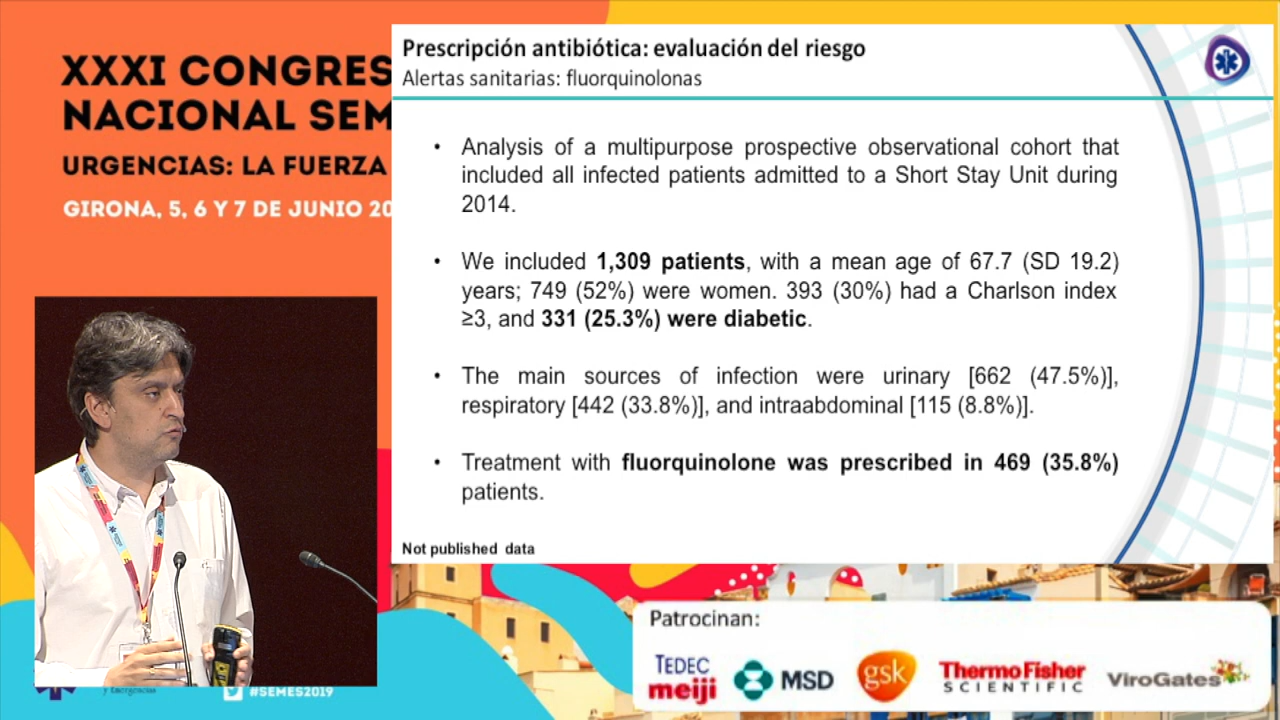 XXXI CONGRES
NACIONAL SEM
URGENCIAS: LA FUERZA
GIRONA, 5, 6 Y 7 DE JUNIO 20
Prescripción antibiótica: evaluación del riesgo
Alertas sanitarias: fluorquinolonas
• Analysis of a multipurpose prospective observational cohort that
included all infected patients admitted to a Short Stay Unit during
2014.
• We included 1,309 patients, with a mean age of 67.7 (SD 19.2)
years; 749 (52%) were women. 393 (30%) had a Charlson index
≥3, and 331 (25.3%) were diabetic.
• The main sources of infection were urinary [662 (47.5%)],
respiratory [442 (33.8%)], and intraabdominal [115 (8.8%)].
• Treatment with fluorquinolone was prescribed in 469 (35.8%)
patients.
Not published data
y Emergencias
#SEMES2019
Patrocinan:
TEDEC
meiji
MSD
gsk
ThermoFisher
SCIENTIFIC
ViroGates